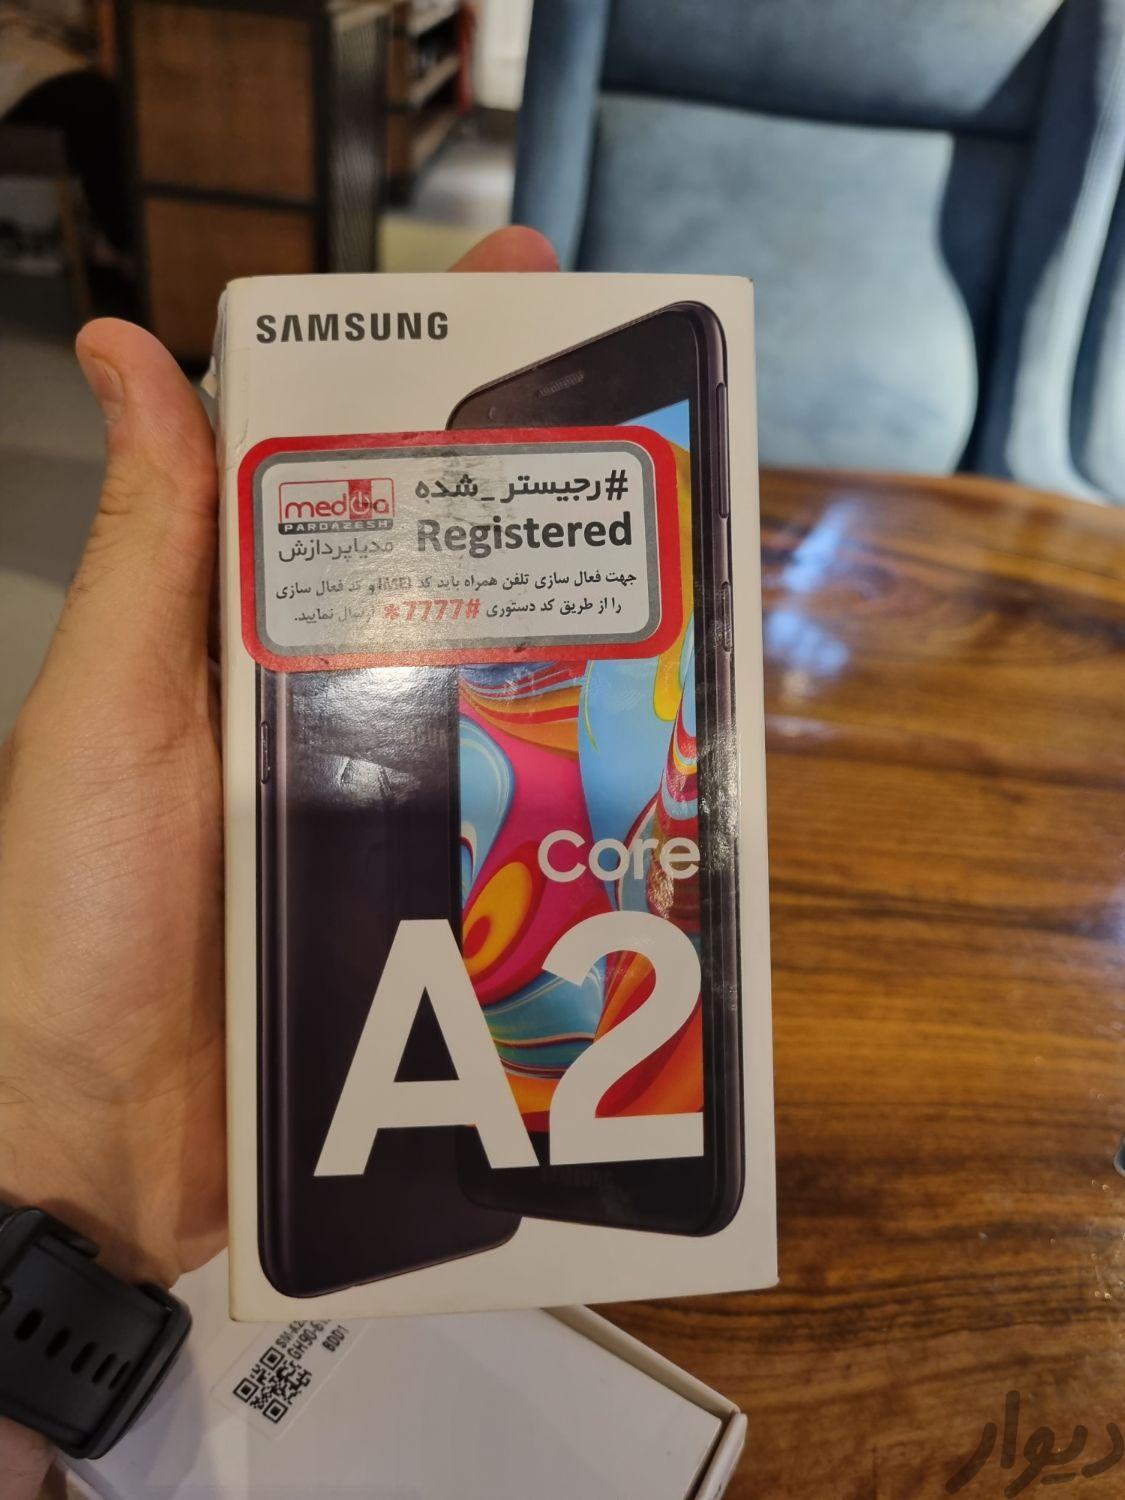 SAMSUNG
#رجیستر_شده
Registered
media
PARDAZESH
مدیاپردازش
جهت فعال سازی تلفن همراه باید کد IMEI و کد فعال سازی
را از طریق کد دستوری #7777* ارسال نمایید.
Core
A2
BDD1
دیوار